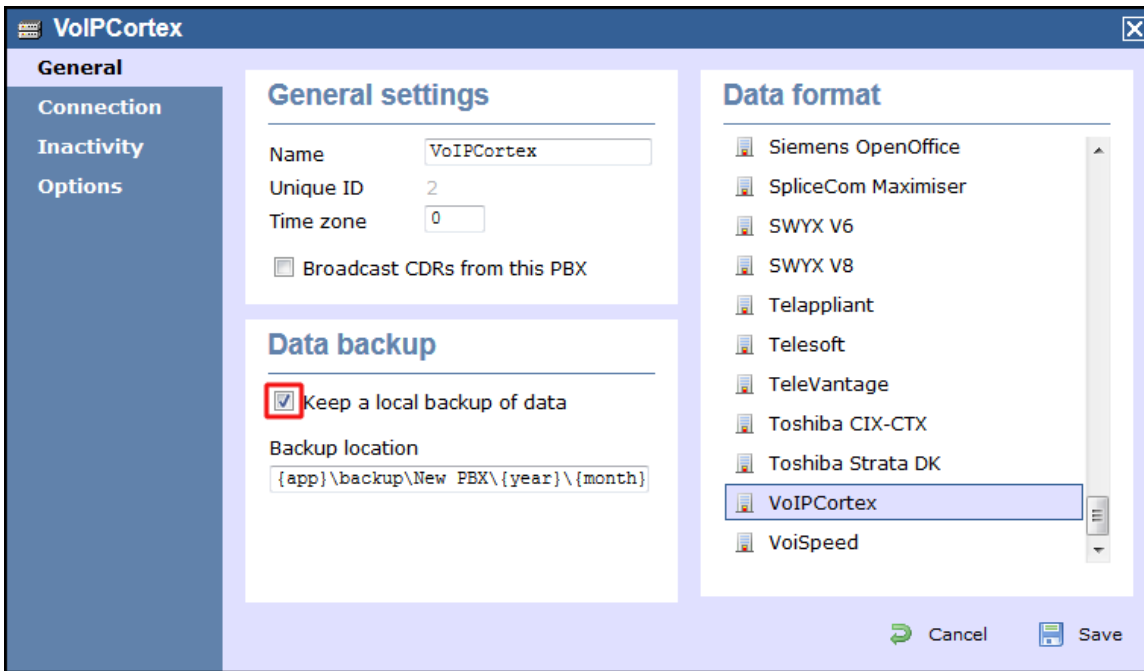 VoIPCortex
General
Connection
Inactivity
Options
General settings
Name VoIPCortex
Unique ID 2
Time zone 0
Broadcast CDRs from this PBX
Data backup
Keep a local backup of data
Backup location
{app}\backup\New PBX\{year}\{month}
Data format
Siemens OpenOffice
SpliceCom Maximiser
SWYX V6
SWYX V8
Telappliant
Telesoft
TeleVantage
Toshiba CIX-CTX
Toshiba Strata DK
VoIPCortex
VoiSpeed
Cancel Save